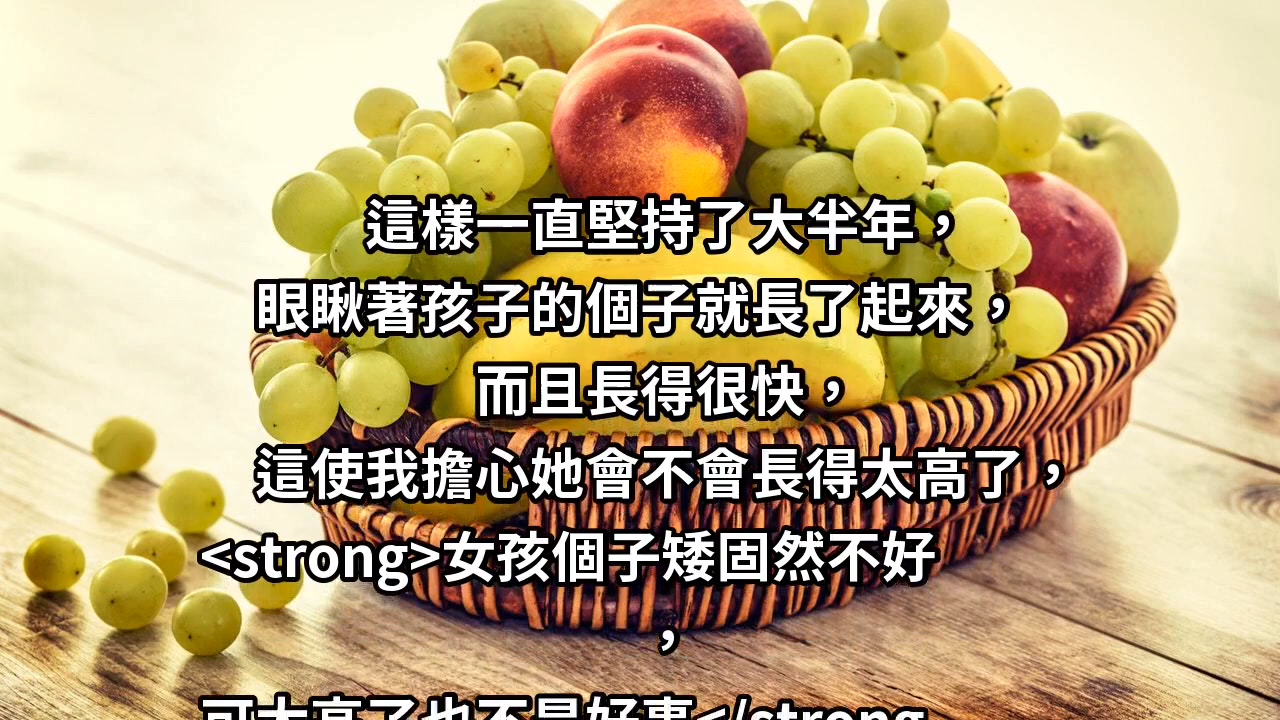 這樣一直堅持了大半年，
眼瞅著孩子的個子就長了起來，
而且長得很快，
這使我擔心她會不會長得太高了，
<strong>女孩個子矮固然不好
，
可太高了也不是好事</strong